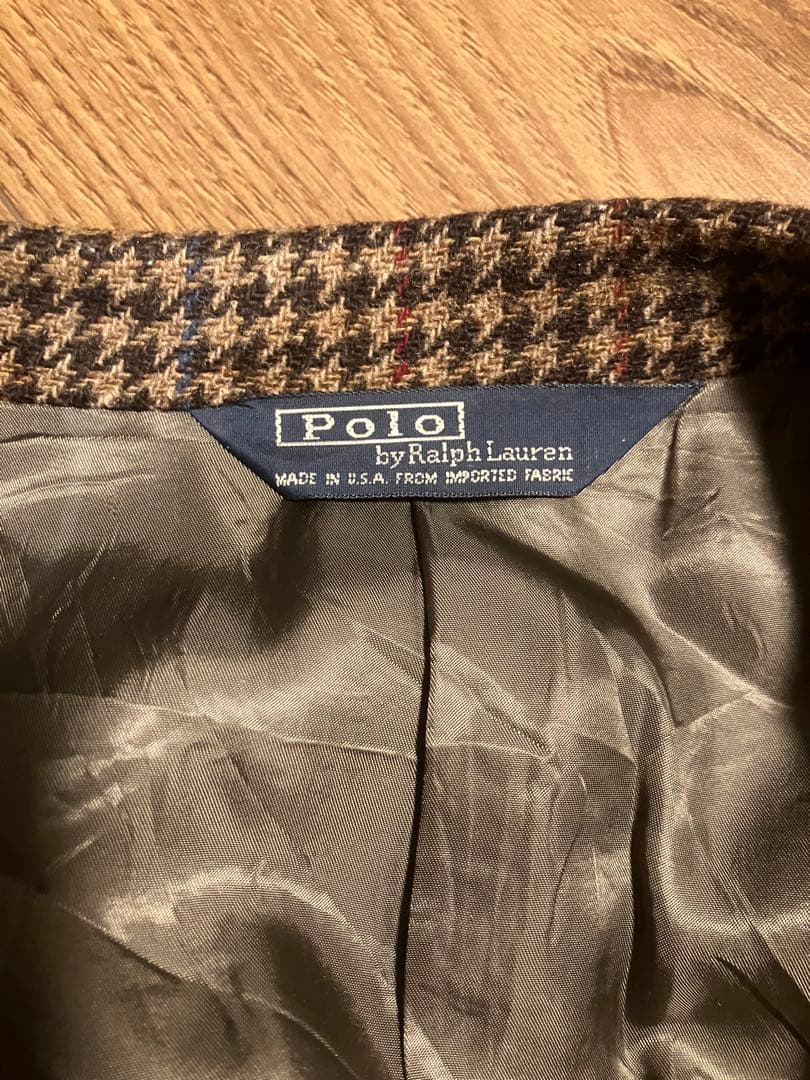 Polo
by Ralph Lauren
MADE IN U.S.A. FROM IMPORTED FABRIC